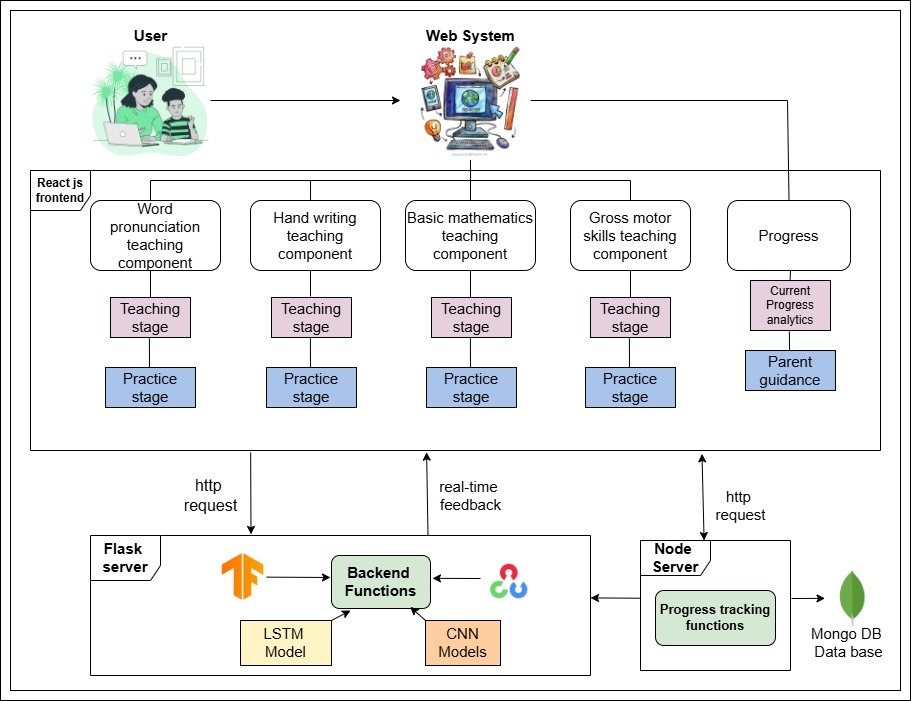 User
Web System
React js
frontend
Word
pronunciation
teaching
component
Hand writing
teaching
component
Basic mathematics
teaching
component
Gross motor
skills teaching
component
Progress
Teaching
stage
Teaching
stage
Teaching
stage
Teaching
stage
Current
Progress
analytics
Practice
stage
Practice
stage
Practice
stage
Practice
stage
Parent
guidance
http
request
real-time
feedback
http
request
Flask
server
Backend
Functions
LSTM
Model
CNN
Models
Node
Server
Progress tracking
functions
Mongo DB
Data base